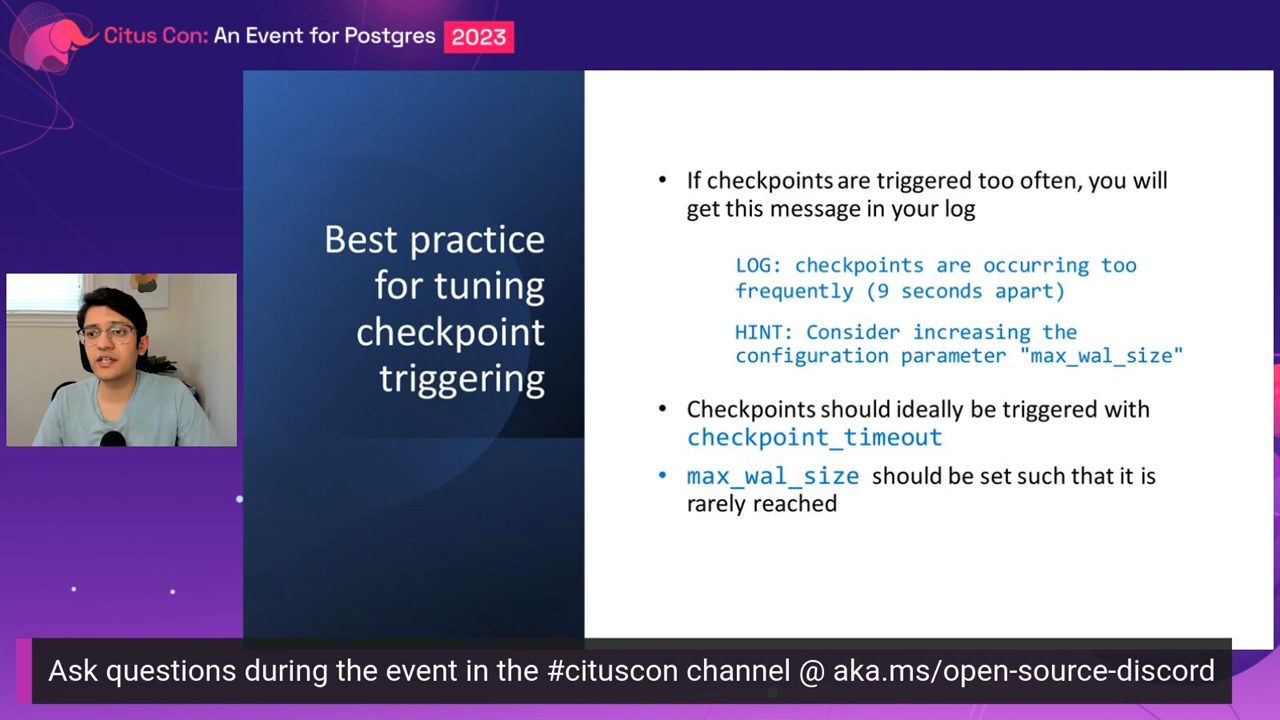 Citus Con: An Event for Postgres 2023
Best practice
for tuning
checkpoint
triggering
• If checkpoints are triggered too often, you will
get this message in your log
LOG: checkpoints are occurring too
frequently (9 seconds apart)
HINT: Consider increasing the
configuration parameter "max_wal_size"
• Checkpoints should ideally be triggered with
checkpoint_timeout
• max_wal_size should be set such that it is
rarely reached
Ask questions during the event in the #cituscon channel @ aka.ms/open-source-discord